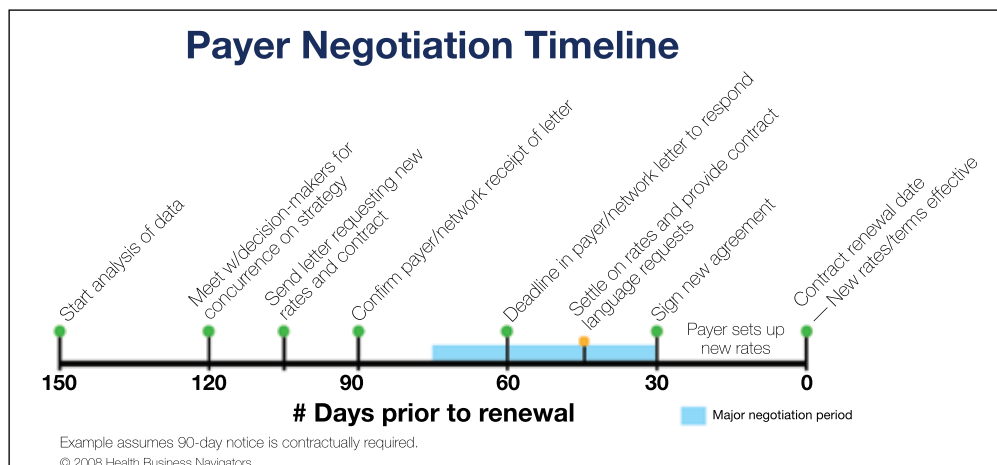 Payer Negotiation Timeline
Start analysis of data
Meet w/decision-makers for
concurrence on strategy
Send letter requesting new
rates and contract
Confirm payer/network receipt of letter
Deadline in payer/network letter to respond
Settle on rates and provide contract
language requests
Sign new agreement
Payer sets up
new rates
Contract renewal date
— New rates/terms effective
150
120
90
60
30
0
# Days prior to renewal
Major negotiation period
Example assumes 90-day notice is contractually required.
© 2008 Health Business Navigators